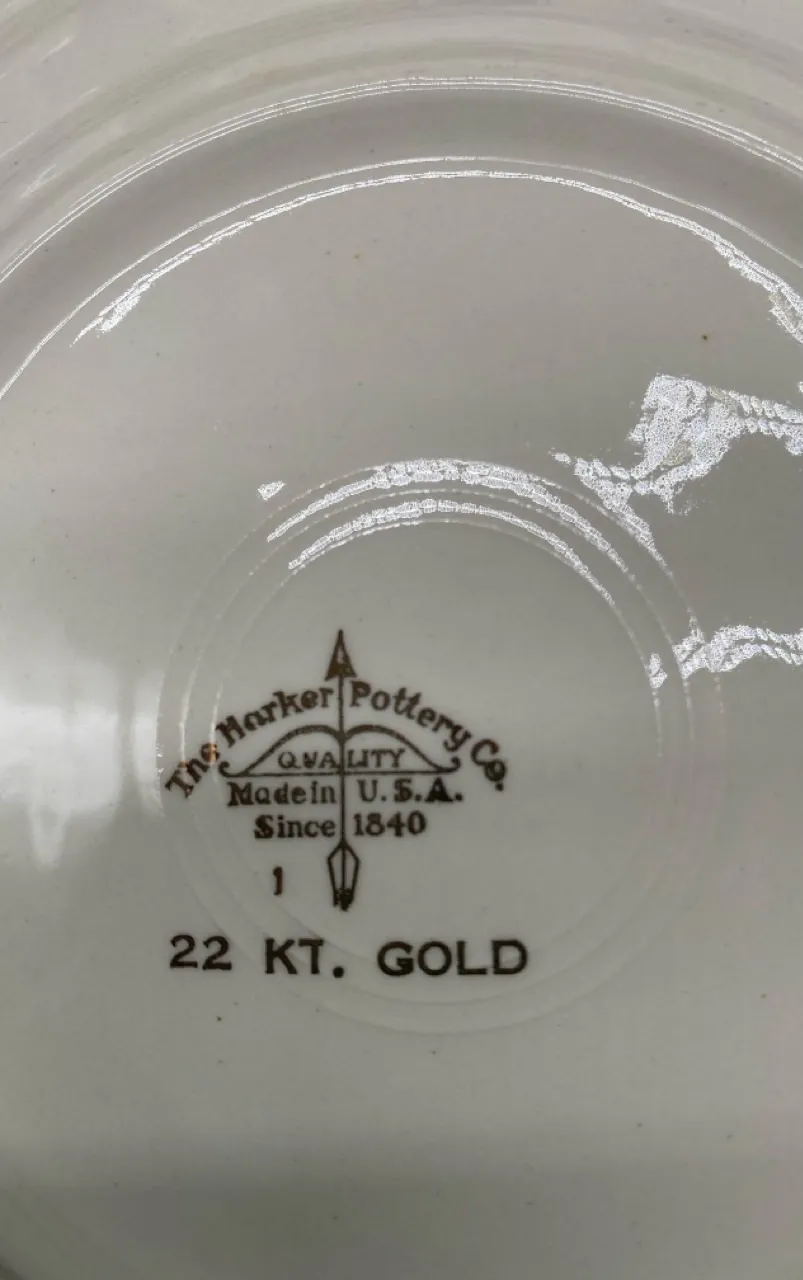 The Harker Pottery Co.
QUALITY
Made in U.S.A.
Since 1840
1
22 KT. GOLD